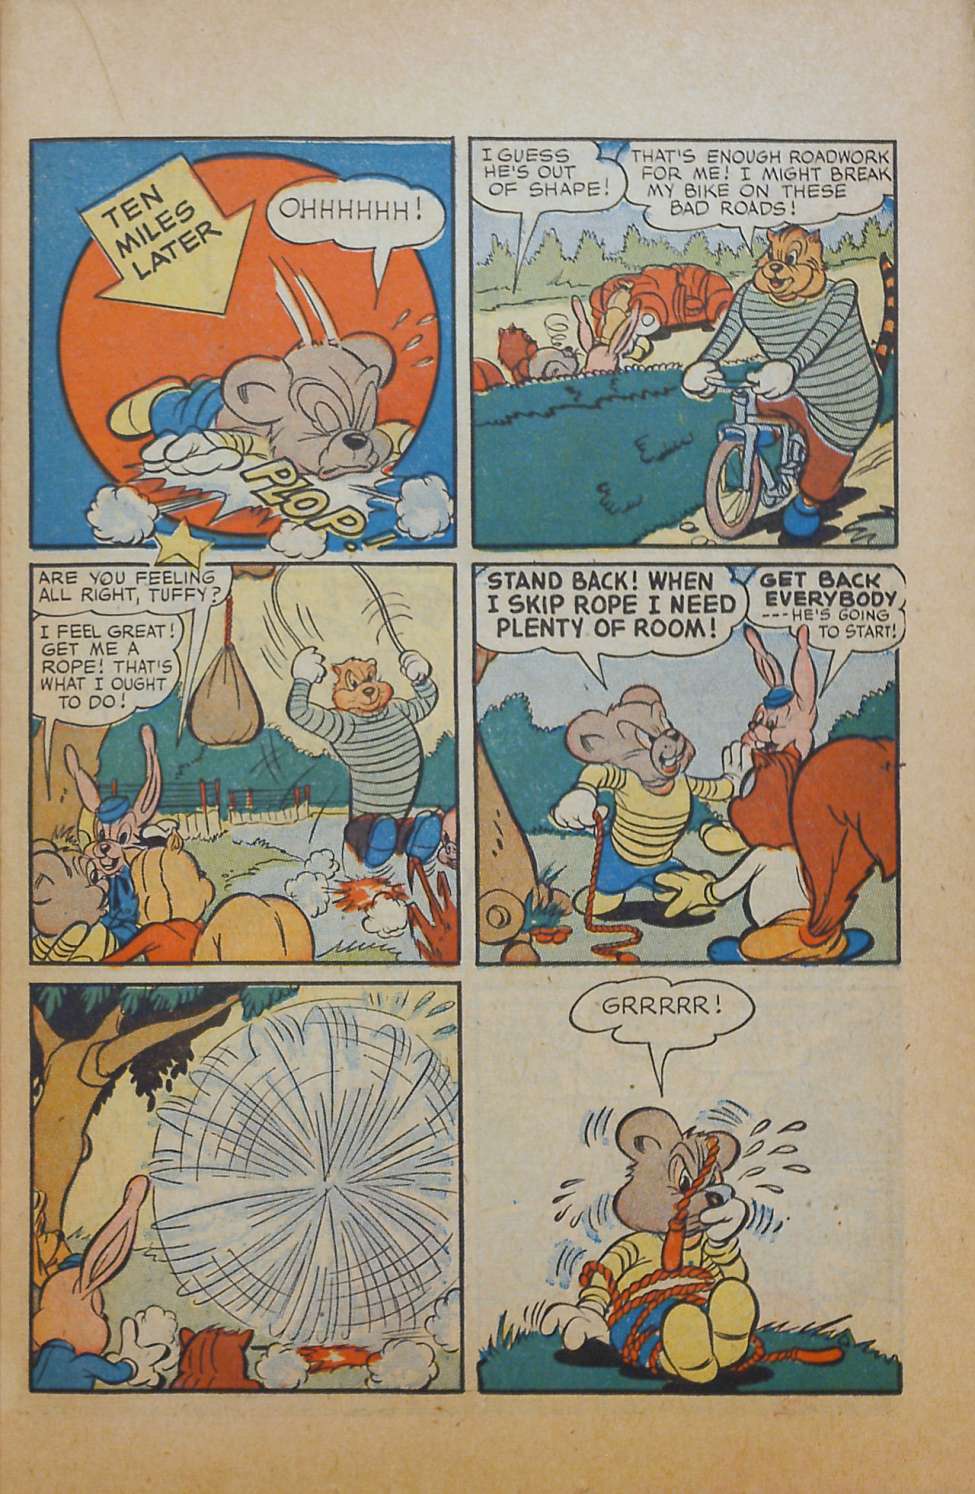 TEN
MILES
LATER
OHHHHHH!
PLOP!
I GUESS
HE'S OUT
OF SHAPE!
THAT'S ENOUGH ROADWORK
FOR ME! I MIGHT BREAK
MY BIKE ON THESE
BAD ROADS!
ARE YOU FEELING
ALL RIGHT, TUFFY?
I FEEL GREAT!
GET ME A
ROPE! THAT'S
WHAT I OUGHT
TO DO!
STAND BACK! WHEN
I SKIP ROPE I NEED
PLENTY OF ROOM!
GET BACK
EVERYBODY
---HE'S GOING
TO START!
GRRRRR!